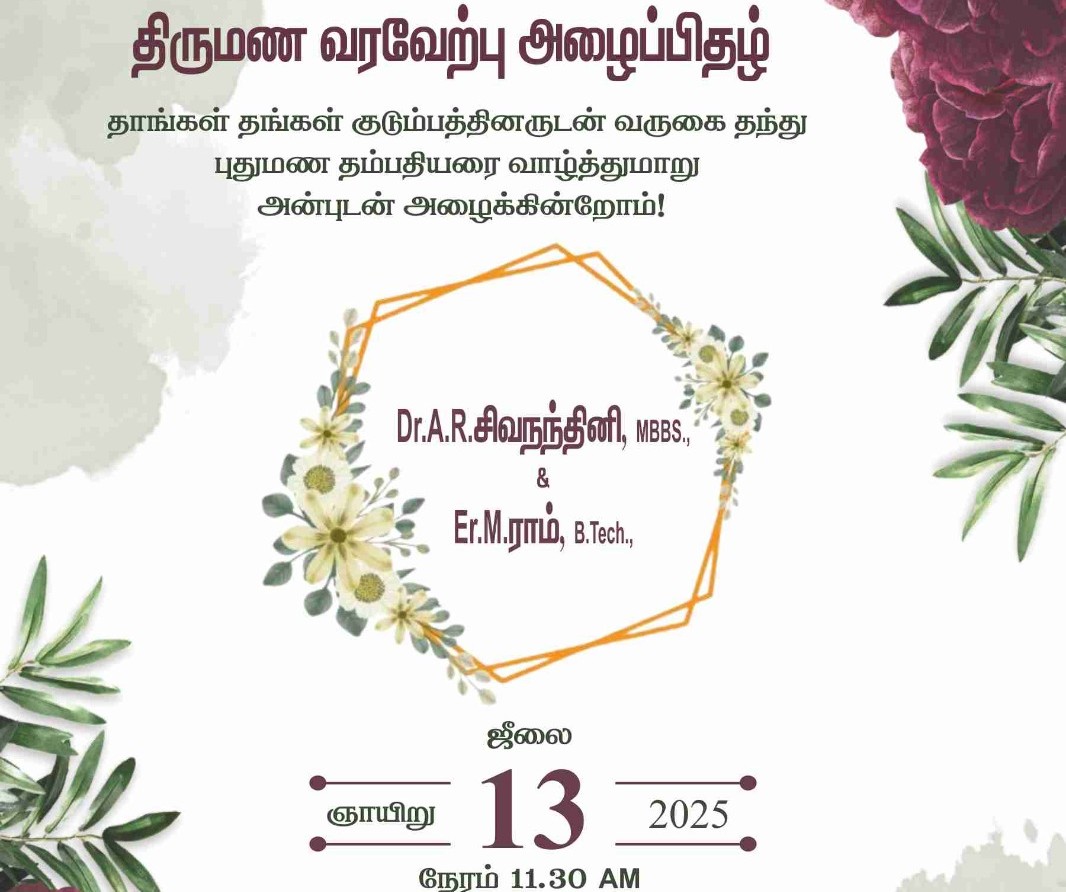 திருமண வரவேற்பு அழைப்பிதழ்
தாங்கள் தங்கள் குடும்பத்தினருடன் வருகை தந்து
புதுமண தம்பதியரை வாழ்த்துமாறு
அன்புடன் அழைக்கின்றோம்!
Dr.A.R.சிவநந்தினி, MBBS.,
&
Er.M.ராம், B.Tech.,
ஜீலை
ஞாயிறு 13 2025
நேரம் 11.30 AM